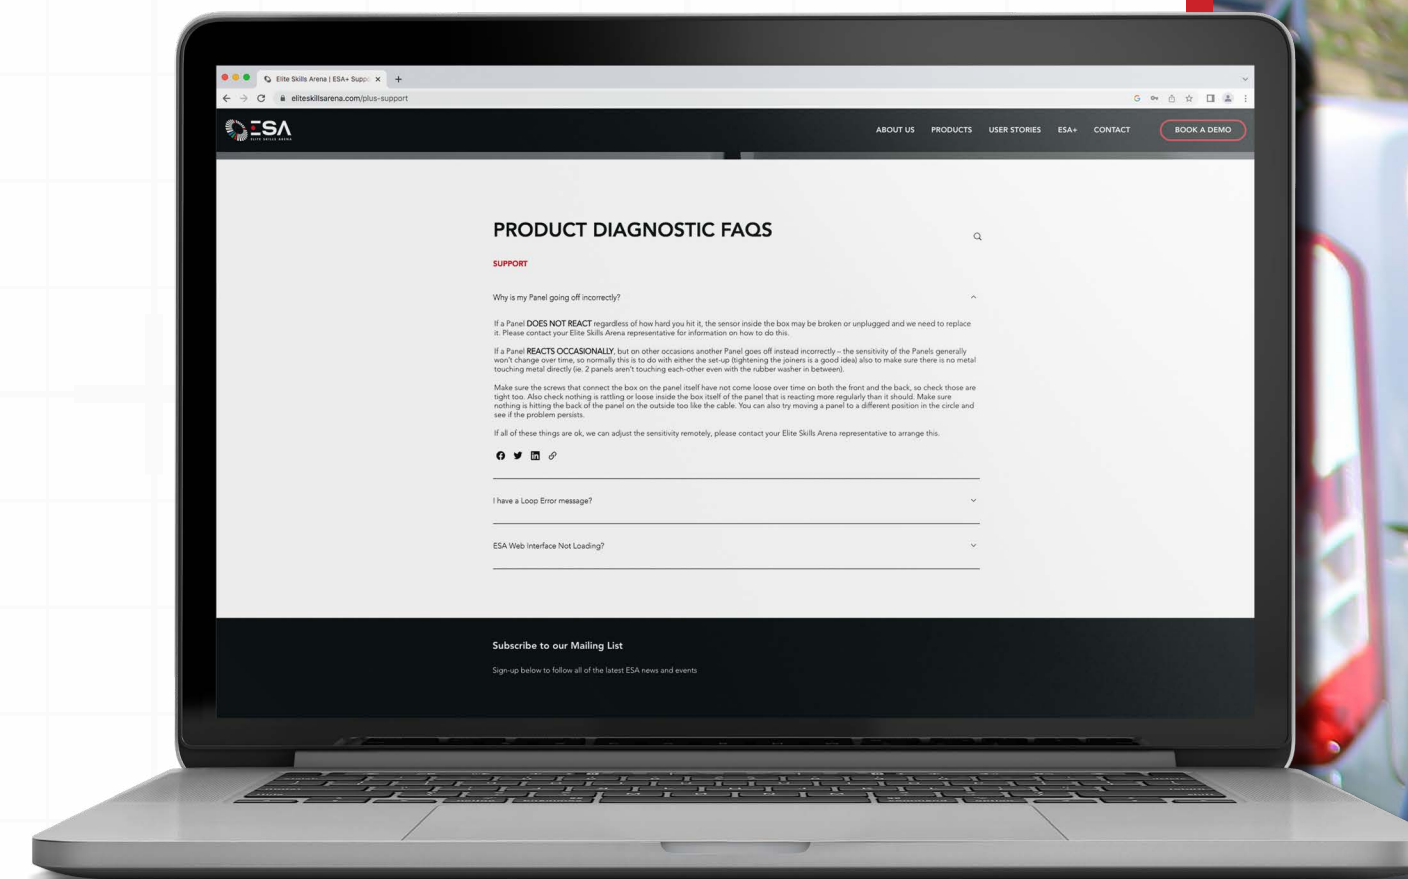 Elite Skills Arena | ESA+ Supp
eliteskillsarena.com/plus-support
ESA
ELITE SKILLS ARENA
ABOUT US PRODUCTS USER STORIES ESA+ CONTACT BOOK A DEMO
PRODUCT DIAGNOSTIC FAQS
SUPPORT
Why is my Panel going off incorrectly?
If a Panel DOES NOT REACT regardless of how hard you hit it, the sensor inside the box may be broken or unplugged and we need to replace
it. Please contact your Elite Skills Arena representative for information on how to do this.
If a Panel REACTS OCCASIONALLY, but on other occasions another Panel goes off instead incorrectly – the sensitivity of the Panels generally
won't change over time, so normally this is to do with either the set-up (tightening the joiners is a good idea) also to make sure there is no metal
touching metal directly (ie. 2 panels aren't touching each-other even with the rubber washer in between).
Make sure the screws that connect the box on the panel itself have not come loose over time on both the front and the back, so check those are
tight too. Also check nothing is rattling or loose inside the box itself of the panel that is reacting more regularly than it should. Make sure
nothing is hitting the back of the panel on the outside too like the cable. You can also try moving a panel to a different position in the circle and
see if the problem persists.
If all of these things are ok, we can adjust the sensitivity remotely, please contact your Elite Skills Arena representative to arrange this.
I have a Loop Error message?
ESA Web Interface Not Loading?
Subscribe to our Mailing List
Sign-up below to follow all of the latest ESA news and events